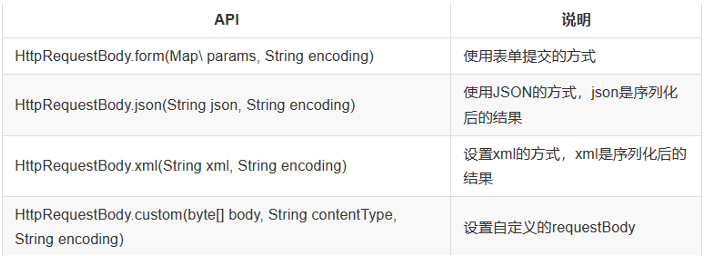 API 说明
HttpRequestBody.form(Map\ params, String encoding) 使用表单提交的方式
HttpRequestBody.json(String json, String encoding) 使用JSON的方式，json是序列化
后的结果
HttpRequestBody.xml(String xml, String encoding) 设置xml的方式，xml是序列化后的
结果
HttpRequestBody.custom(byte[] body, String contentType,
String encoding) 设置自定义的requestBody